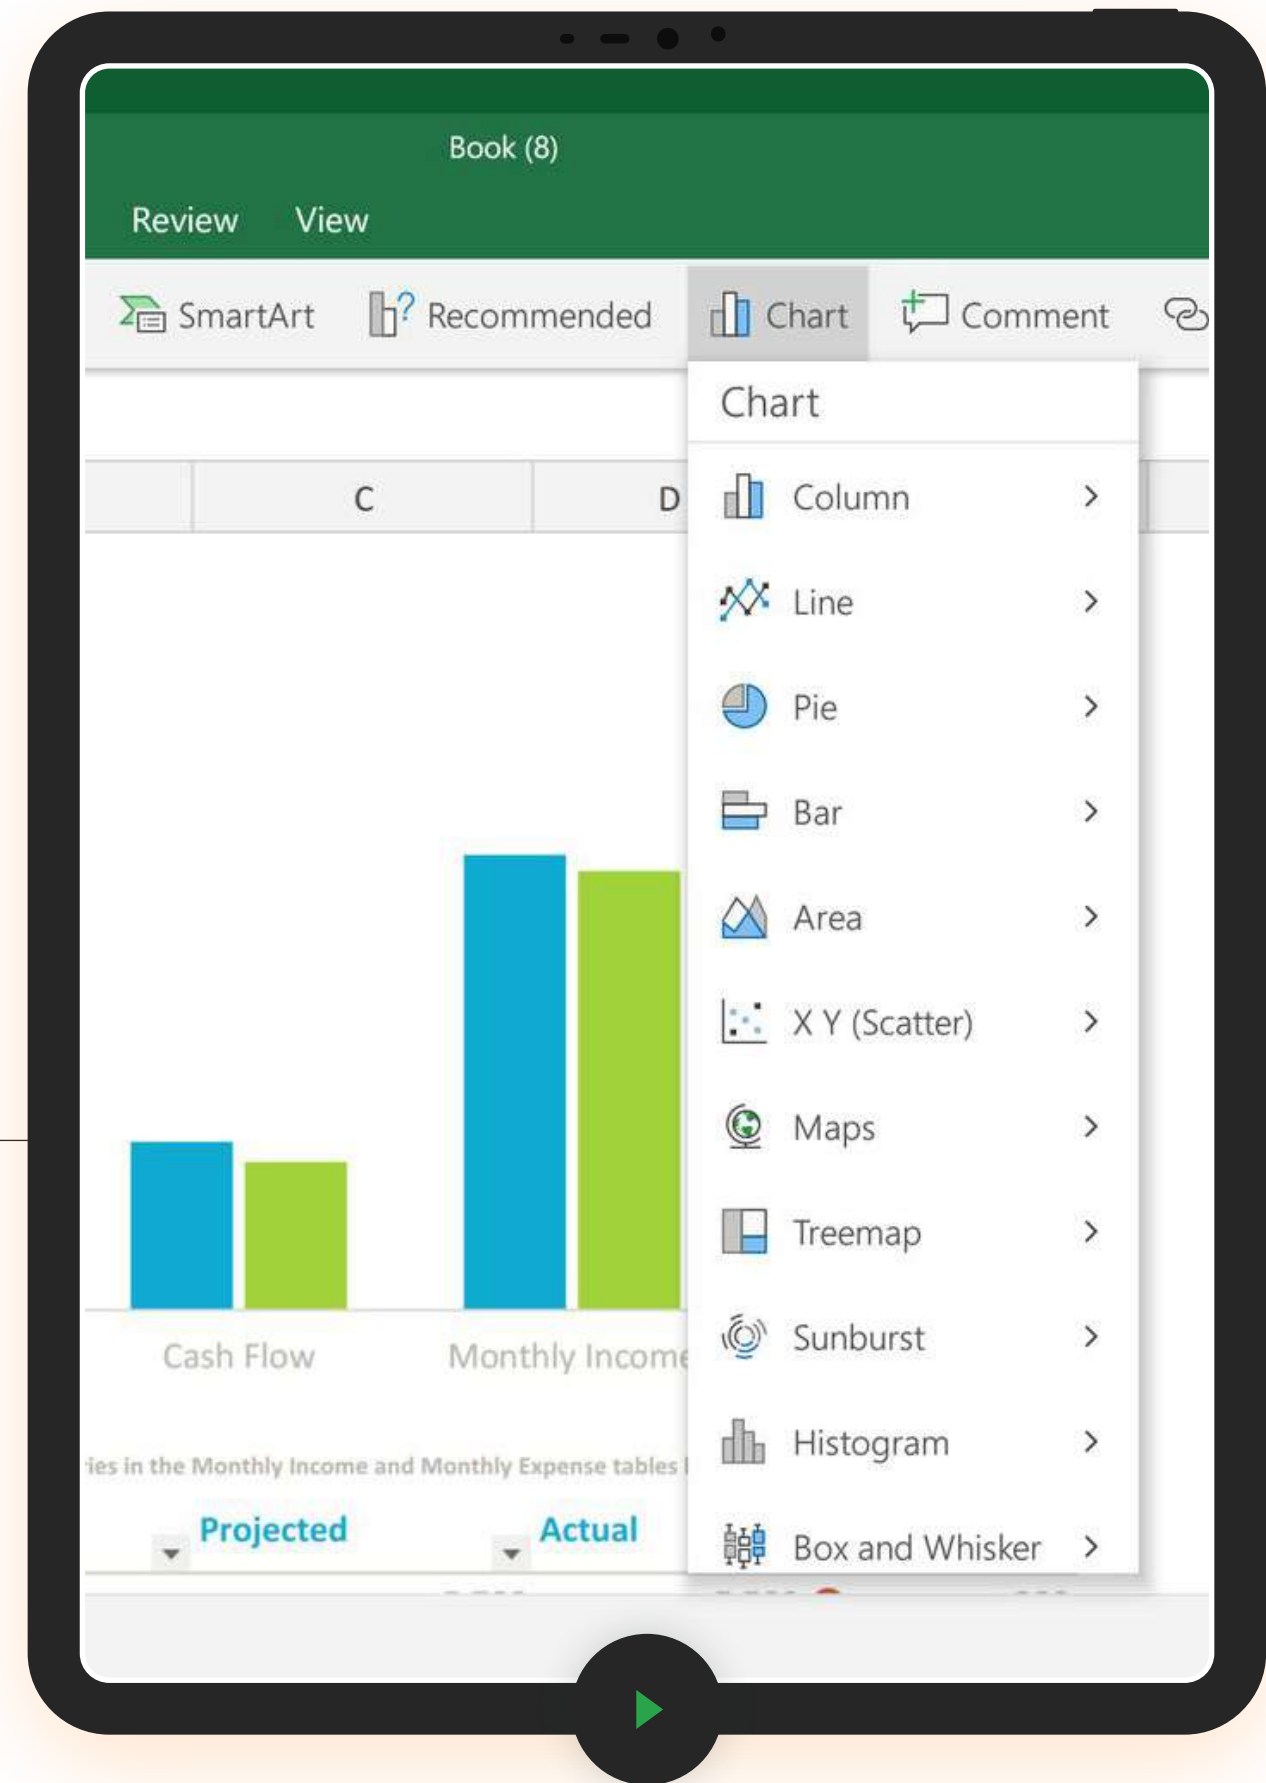 Book (8)
Review View
SmartArt Recommended Chart Comment
Chart
C D
Column
Line
Pie
Bar
Area
X Y (Scatter)
Maps
Treemap
Sunburst
Histogram
Box and Whisker
Cash Flow Monthly Income
ries in the Monthly Income and Monthly Expense tables
Projected Actual